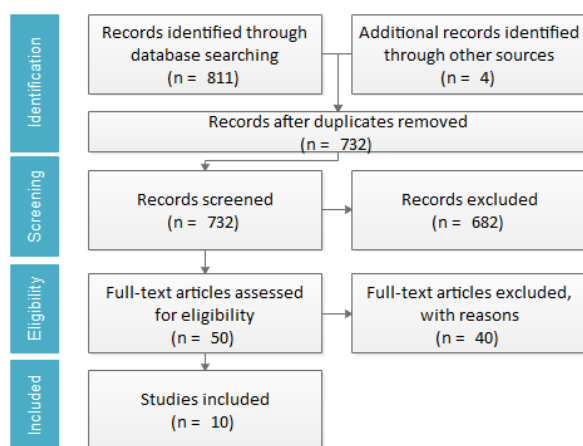 Identification
Records identified through
database searching
(n = 811)
Additional records identified
through other sources
(n = 4)
Records after duplicates removed
(n = 732)
Screening
Records screened
(n = 732)
Records excluded
(n = 682)
Eligibility
Full-text articles assessed
for eligibility
(n = 50)
Full-text articles excluded,
with reasons
(n = 40)
Included
Studies included
(n = 10)